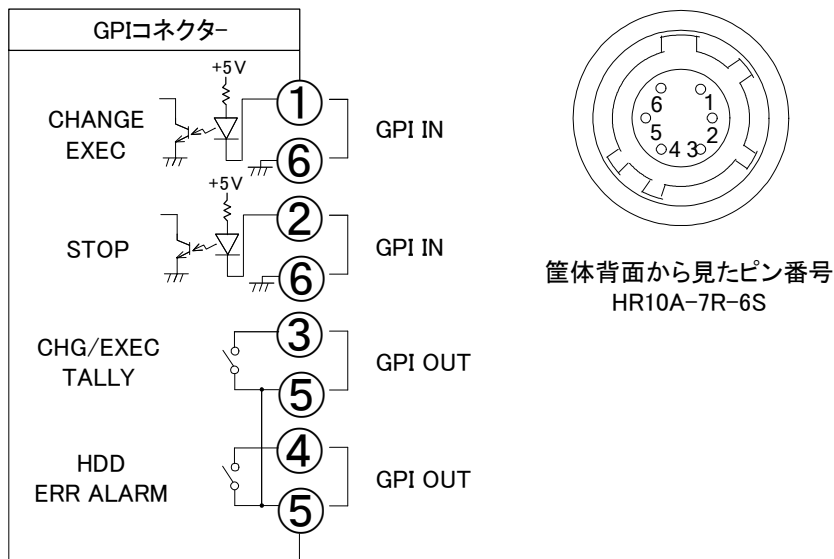 GPIコネクター
+5V
CHANGE
EXEC
①
⑥
GPI IN
+5V
STOP
②
⑥
GPI IN
CHG/EXEC
TALLY
③
⑤
GPI OUT
HDD
ERR ALARM
④
⑤
GPI OUT
6
1
5
2
4
3
筐体背面から見たピン番号
HR10A-7R-6S